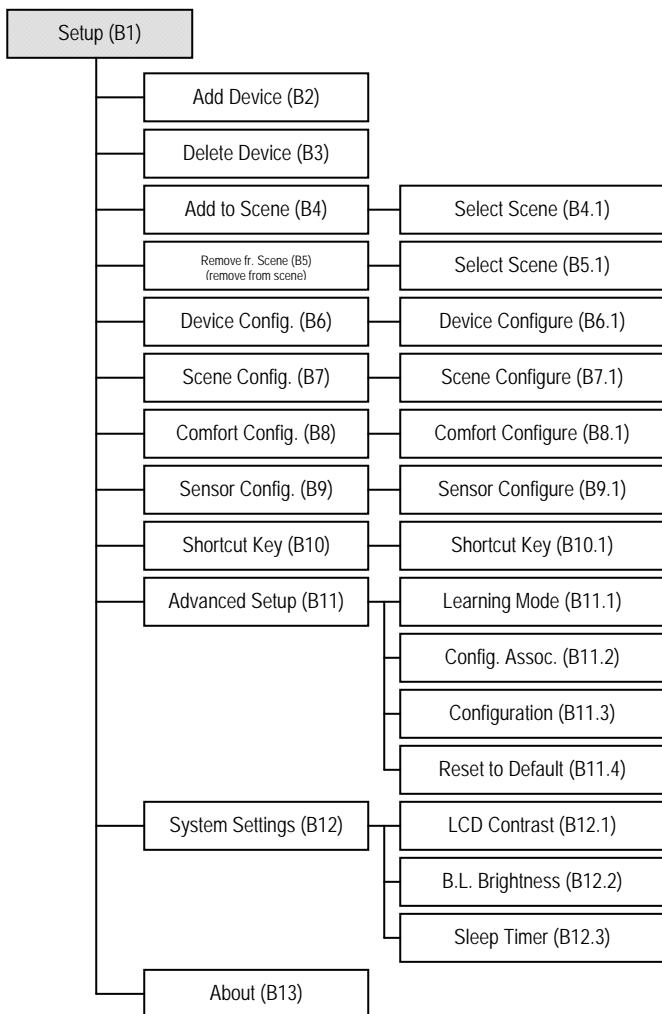 Setup (B1)
Add Device (B2)
Delete Device (B3)
Add to Scene (B4)
Select Scene (B4.1)
Remove fr. Scene (B5)
(remove from scene)
Select Scene (B5.1)
Device Config. (B6)
Device Configure (B6.1)
Scene Config. (B7)
Scene Configure (B7.1)
Comfort Config. (B8)
Comfort Configure (B8.1)
Sensor Config. (B9)
Sensor Configure (B9.1)
Shortcut Key (B10)
Shortcut Key (B10.1)
Advanced Setup (B11)
Learning Mode (B11.1)
Config. Assoc. (B11.2)
Configuration (B11.3)
Reset to Default (B11.4)
System Settings (B12)
LCD Contrast (B12.1)
B.L. Brightness (B12.2)
Sleep Timer (B12.3)
About (B13)